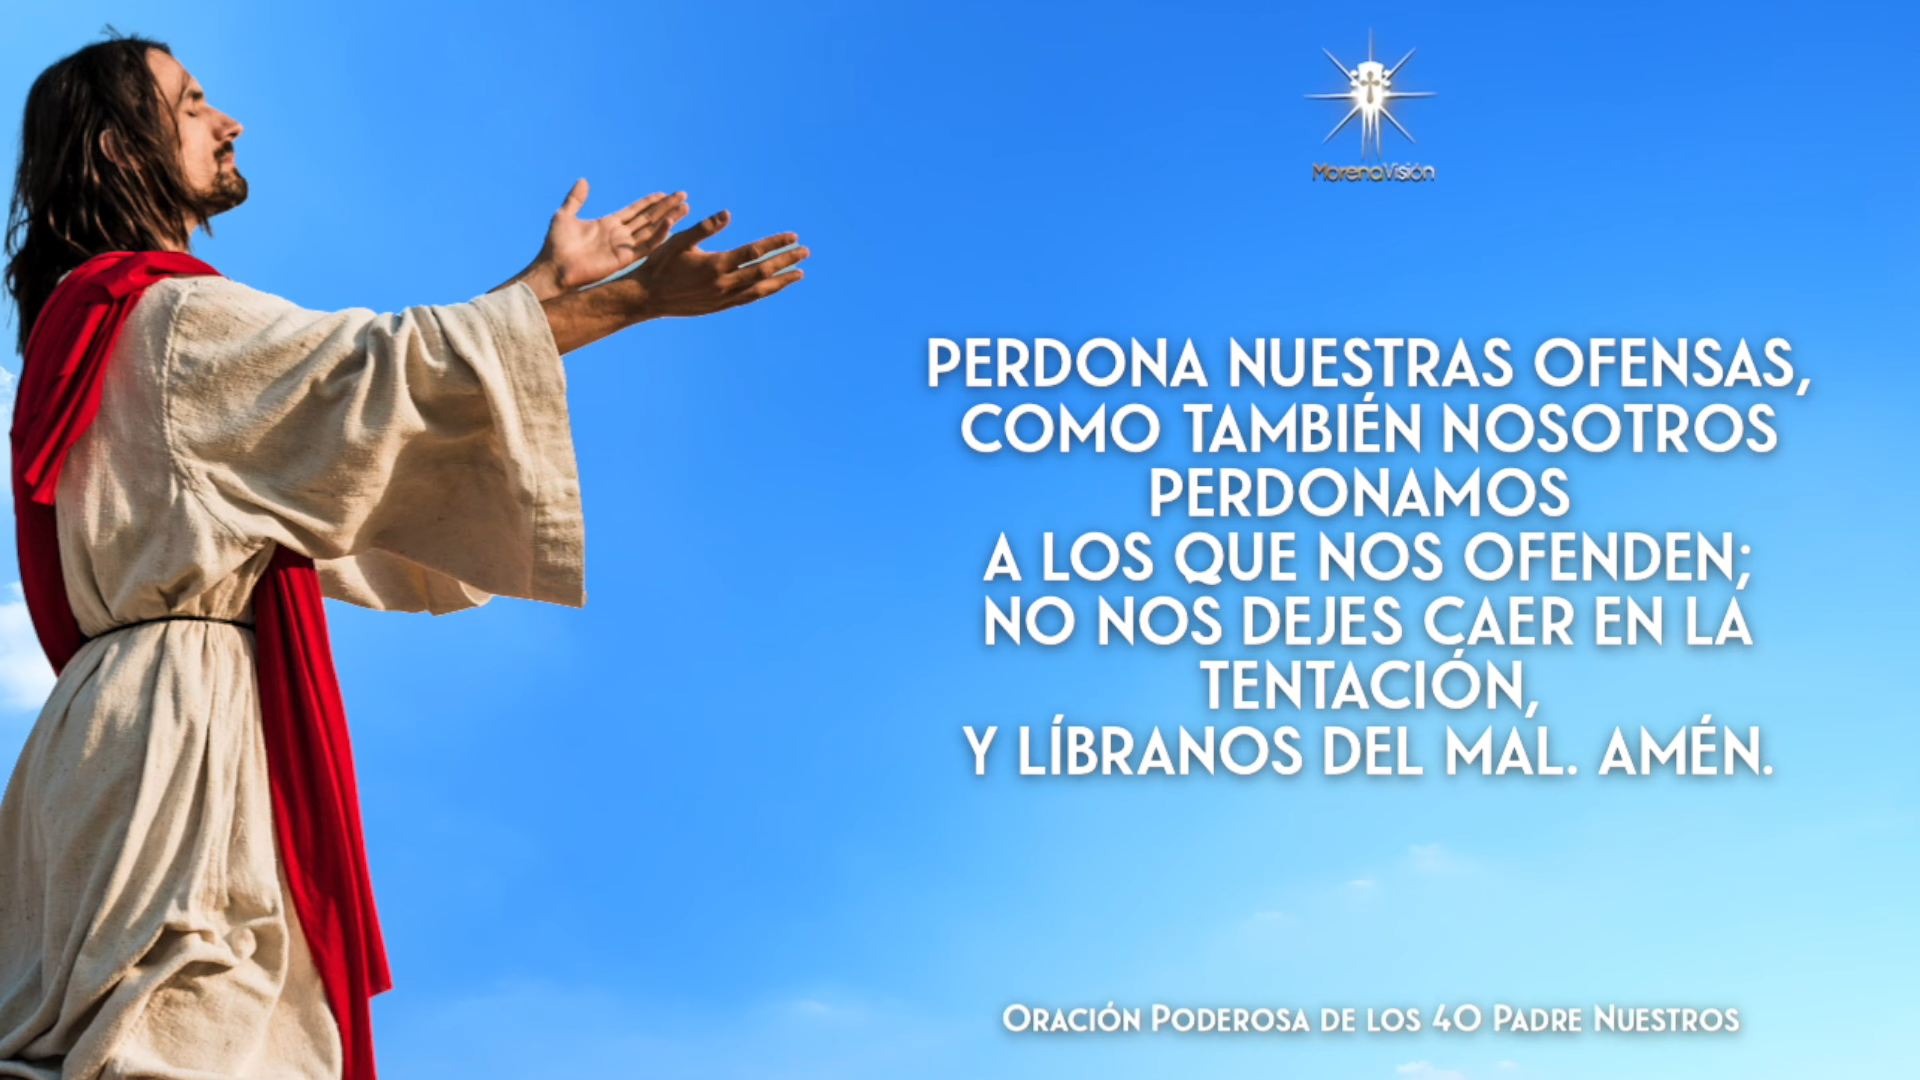 MorenaVisión
PERDONA NUESTRAS OFENSAS,
COMO TAMBIÉN NOSOTROS
PERDONAMOS
A LOS QUE NOS OFENDEN;
NO NOS DEJES CAER EN LA
TENTACIÓN,
Y LÍBRANOS DEL MAL. AMÉN.
ORACIÓN PODEROSA DE LOS 40 PADRE NUESTROS